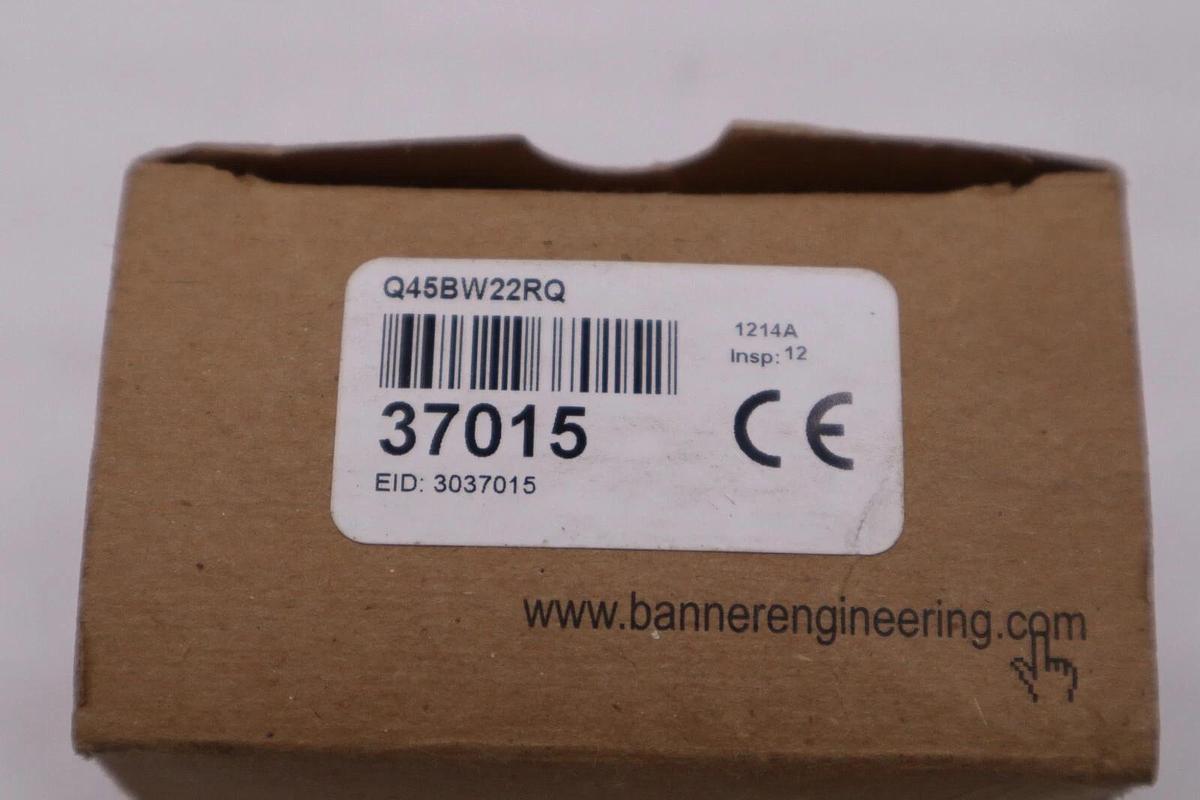 Q45BW22RQ
1214A
Insp: 12
37015
CE
EID: 3037015
www.bannerengineering.com